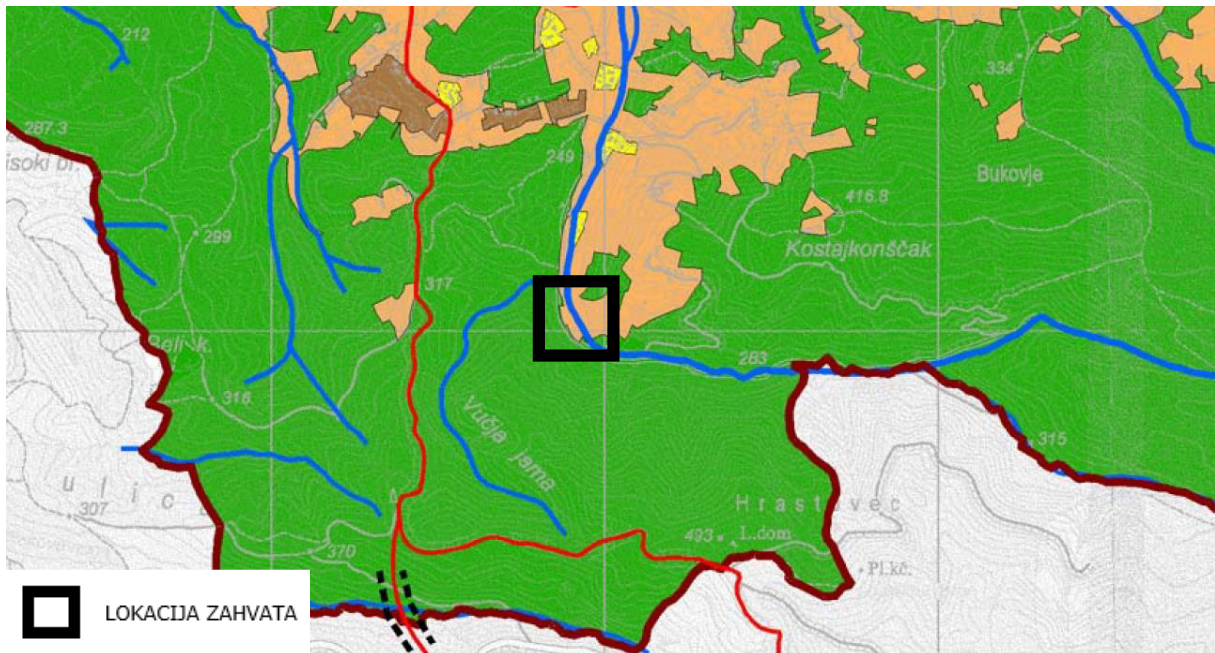 212
334
287.3
isoki br.
249
Bukovje
416.8
299
Kostajkonščak
317
283
316
Vučja jama
315
Hrastovec
307
493
L.dom
370
Pl.kč.
LOKACIJA ZAHVATA